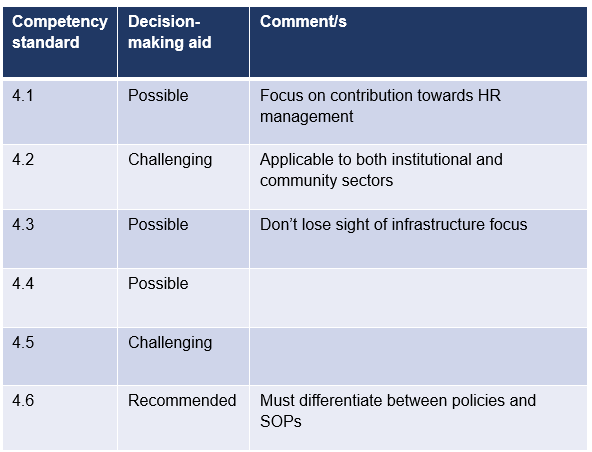 Competency standard Decision-making aid Comment/s
4.1 Possible Focus on contribution towards HR management
4.2 Challenging Applicable to both institutional and community sectors
4.3 Possible Don’t lose sight of infrastructure focus
4.4 Possible
4.5 Challenging
4.6 Recommended Must differentiate between policies and SOPs